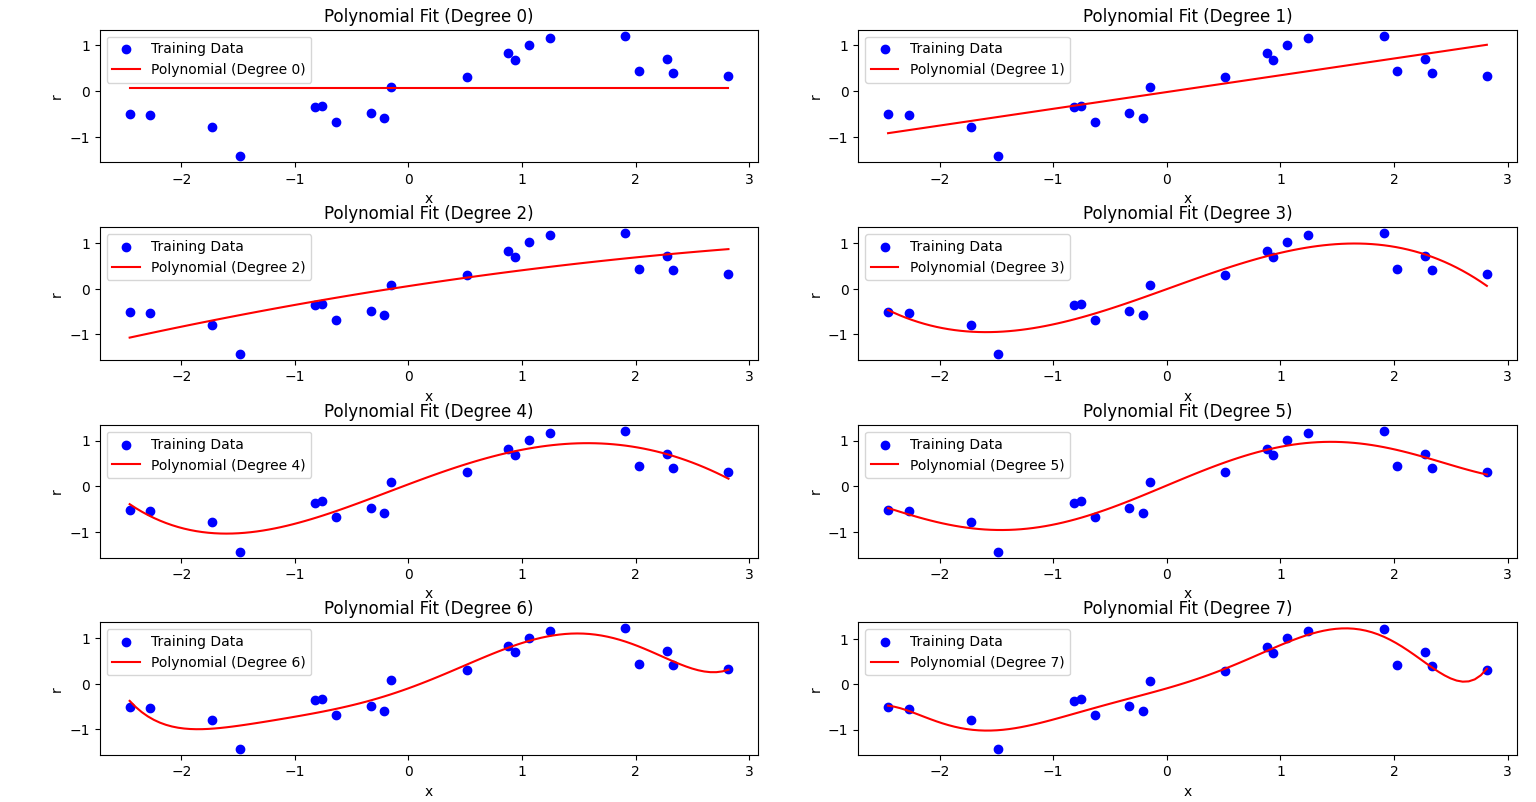 Polynomial Fit (Degree 0)
Training Data
Polynomial (Degree 0)
1
0
−1
r
−2 −1 0 1 2 3
x
Polynomial Fit (Degree 1)
Training Data
Polynomial (Degree 1)
1
0
−1
r
−2 −1 0 1 2 3
x
Polynomial Fit (Degree 2)
Training Data
Polynomial (Degree 2)
1
0
−1
r
−2 −1 0 1 2 3
x
Polynomial Fit (Degree 3)
Training Data
Polynomial (Degree 3)
1
0
−1
r
−2 −1 0 1 2 3
x
Polynomial Fit (Degree 4)
Training Data
Polynomial (Degree 4)
1
0
−1
r
−2 −1 0 1 2 3
x
Polynomial Fit (Degree 5)
Training Data
Polynomial (Degree 5)
1
0
−1
r
−2 −1 0 1 2 3
x
Polynomial Fit (Degree 6)
Training Data
Polynomial (Degree 6)
1
0
−1
r
−2 −1 0 1 2 3
x
Polynomial Fit (Degree 7)
Training Data
Polynomial (Degree 7)
1
0
−1
r
−2 −1 0 1 2 3
x